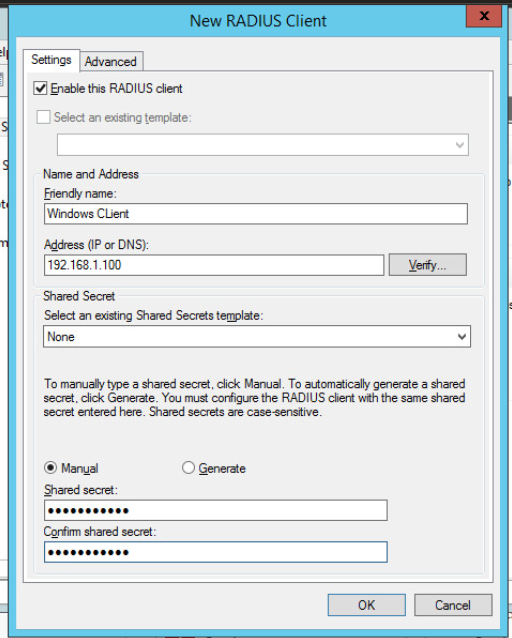 New RADIUS Client
x
Settings
Advanced
Enable this RADIUS client
Select an existing template:
Name and Address
Friendly name:
Windows CLient
Address (IP or DNS):
192.168.1.100
Verify...
Shared Secret
Select an existing Shared Secrets template:
None
To manually type a shared secret, click Manual. To automatically generate a shared
secret, click Generate. You must configure the RADIUS client with the same shared
secret entered here. Shared secrets are case-sensitive.
Manual
Generate
Shared secret:
●●●●●●●●●●●
Confirm shared secret:
●●●●●●●●●●●
OK
Cancel